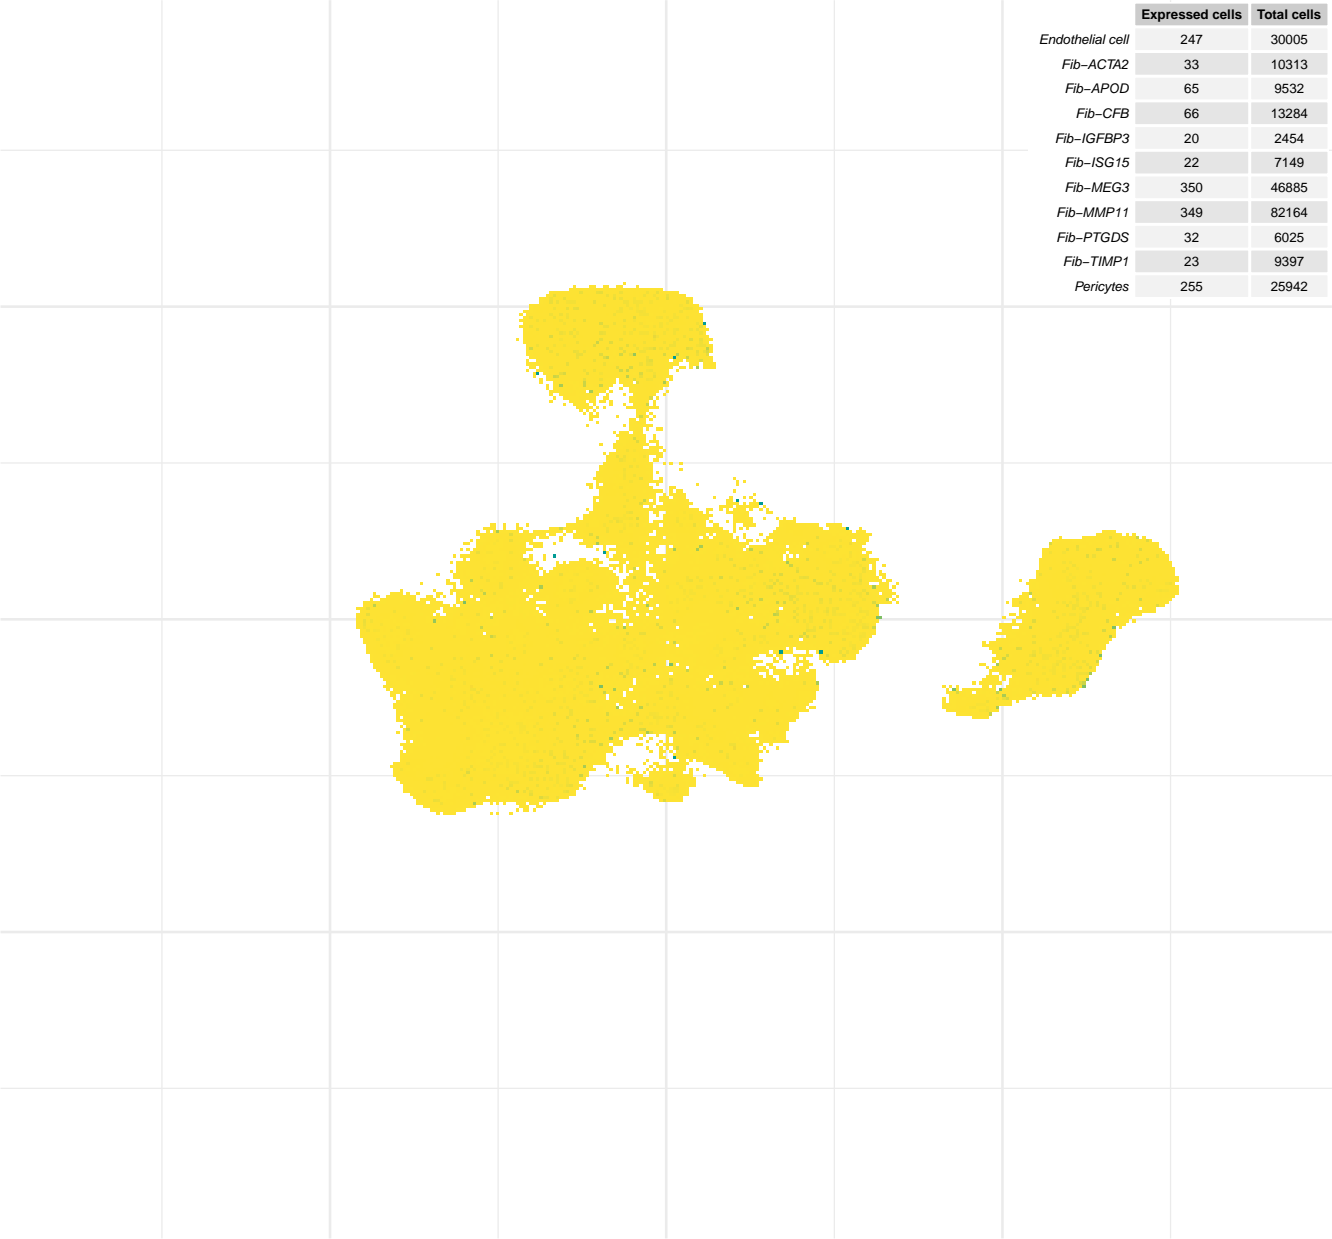 Expressed cells Total cells
Endothelial cell 247 30005
Fib−ACTA2 33 10313
Fib−APOD 65 9532
Fib−CFB 66 13284
Fib−IGFBP3 20 2454
Fib−ISG15 22 7149
Fib−MEG3 350 46885
Fib−MMP11 349 82164
Fib−PTGDS 32 6025
Fib−TIMP1 23 9397
Pericytes 255 25942